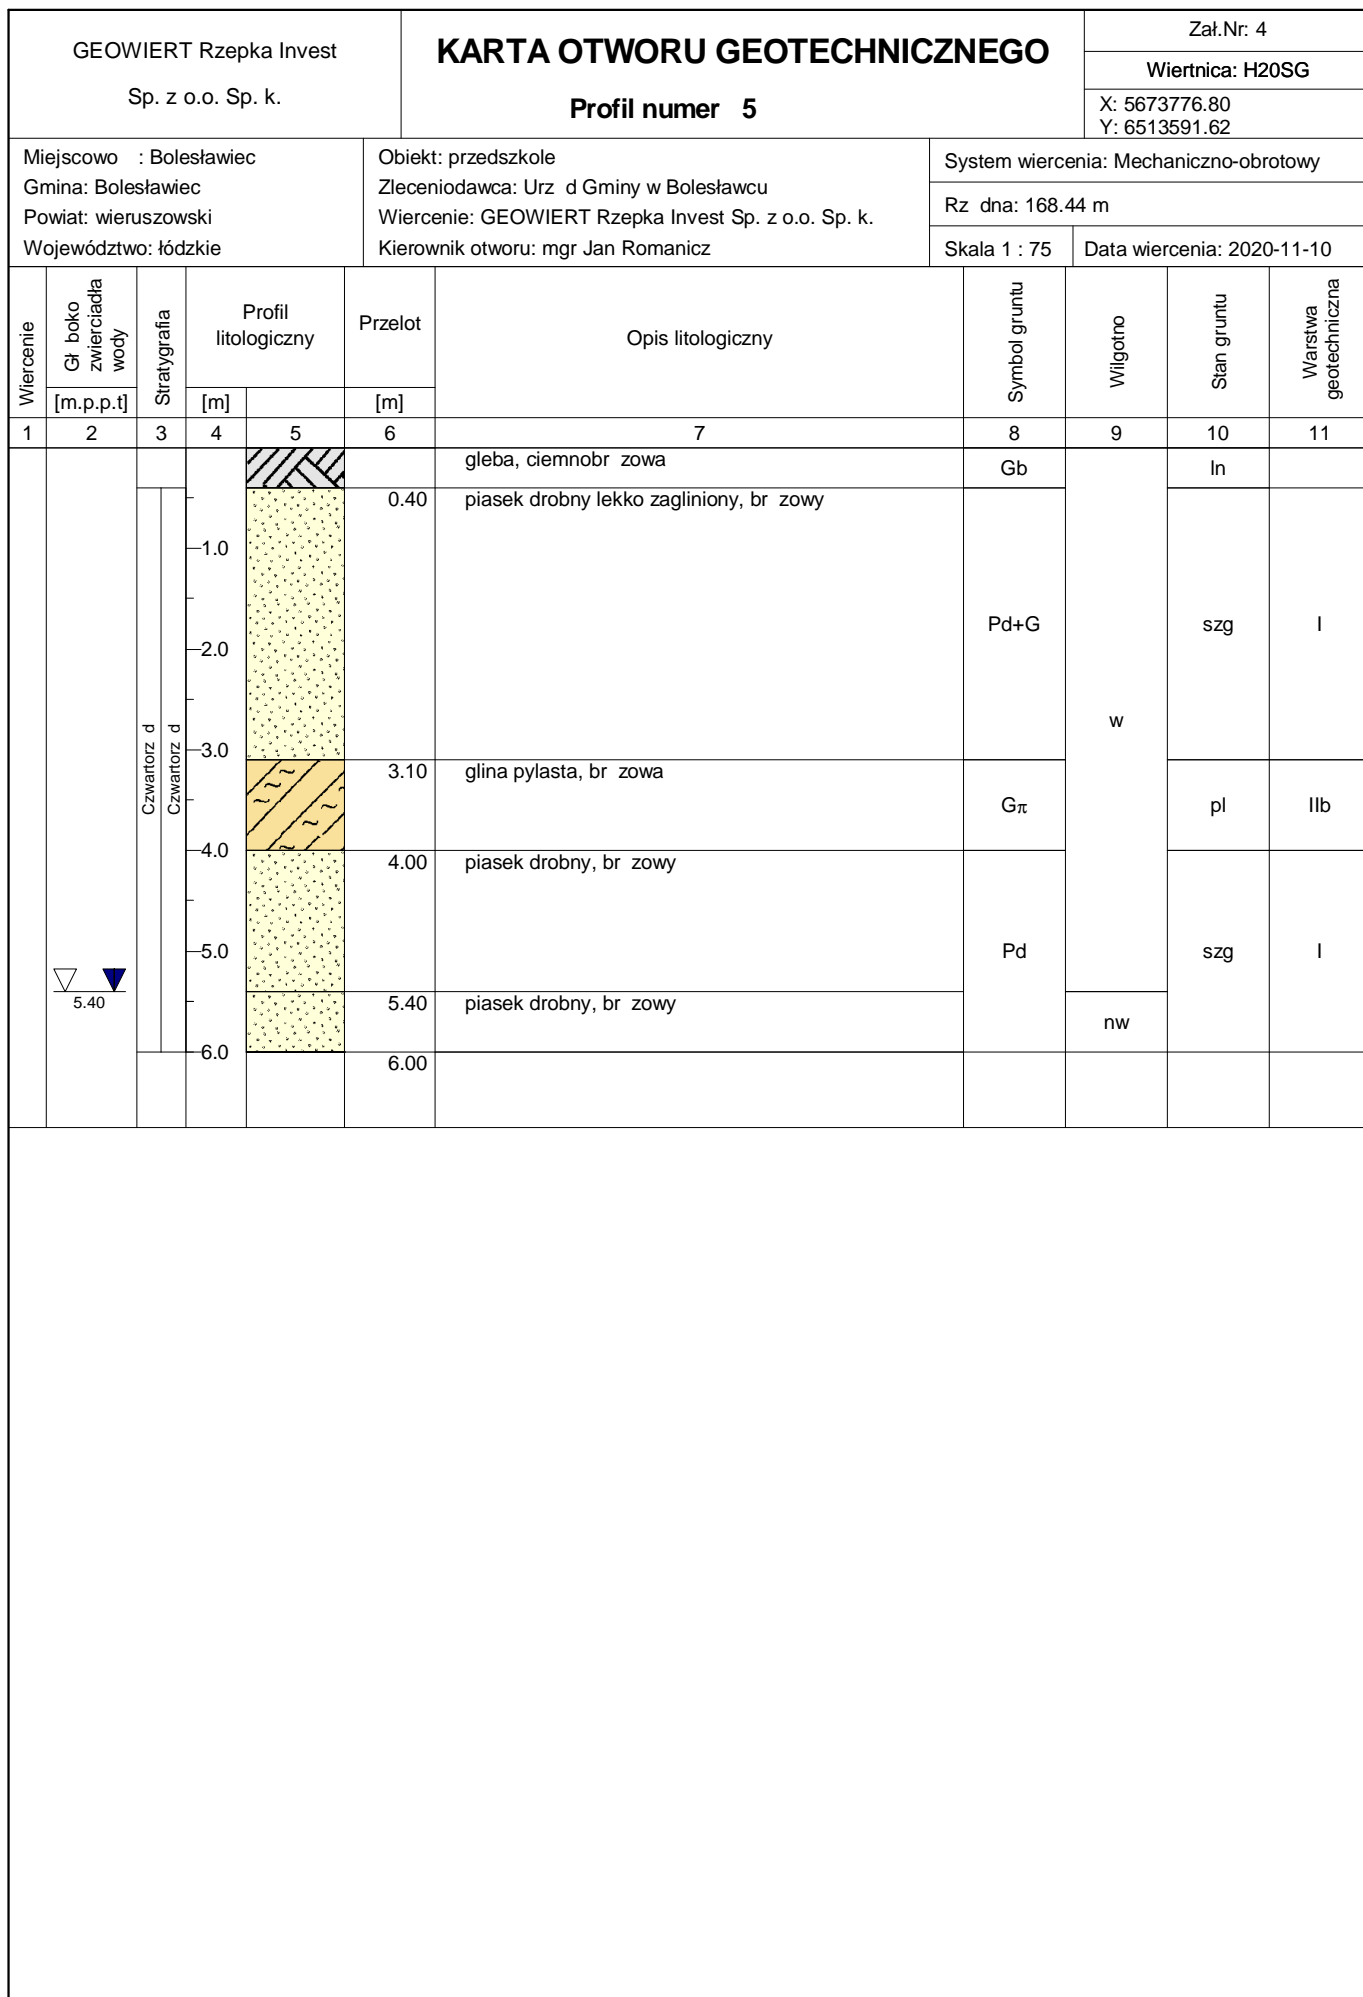 GEOWIERT Rzepka Invest
Sp. z o.o. Sp. k.
KARTA OTWORU GEOTECHNICZNEGO
Profil numer 5
Zał.Nr: 4
Wiertnica: H20SG
X: 5673776.80
Y: 6513591.62
Miejscowo : Bolesławiec
Gmina: Bolesławiec
Powiat: wieruszowski
Województwo: łódzkie
Obiekt: przedszkole
Zleceniodawca: Urz d Gminy w Bolesławcu
Wiercenie: GEOWIERT Rzepka Invest Sp. z o.o. Sp. k.
Kierownik otworu: mgr Jan Romanicz
System wiercenia: Mechaniczno-obrotowy
Rz dna: 168.44 m
Skala 1 : 75
Data wiercenia: 2020-11-10
Wiercenie
Gł boko
zwierciadła
wody
[m.p.p.t]
Stratygrafia
Profil
litologiczny
[m]
Przelot
[m]
Opis litologiczny
Symbol gruntu
Wilgotno
Stan gruntu
Warstwa
geotechniczna
1 2 3 4 5 6 7 8 9 10 11
gleba, ciemnobr zowa
Gb
ln
0.40
piasek drobny lekko zagliniony, br zowy
1.0
Pd+G
szg
I
2.0
w
Czwartorz d
Czwartorz d
3.0
3.10
glina pylasta, br zowa
Gπ
pl
IIb
4.0
4.00
piasek drobny, br zowy
5.0
Pd
szg
I
5.40
5.40
piasek drobny, br zowy
nw
6.0
6.00